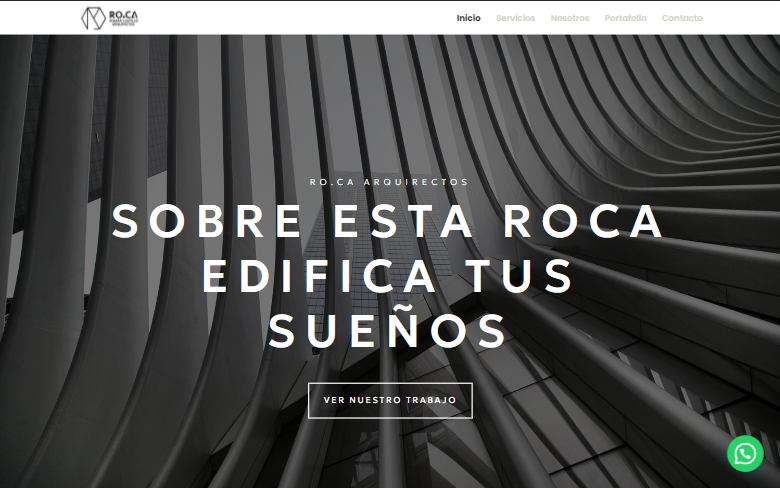 RO.CA
Inicio Servicios Nosotros Portafolio Contacto
RO.CA ARQUIRECTOS
SOBRE ESTA ROCA
EDIFICA TUS
SUEÑOS
VER NUESTRO TRABAJO